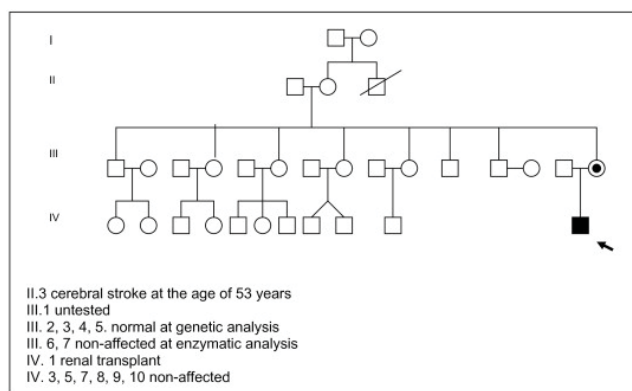 I
II
III
IV
II.3 cerebral stroke at the age of 53 years
III.1 untested
III. 2, 3, 4, 5. normal at genetic analysis
III. 6, 7 non-affected at enzymatic analysis
IV. 1 renal transplant
IV. 3, 5, 7, 8, 9, 10 non-affected